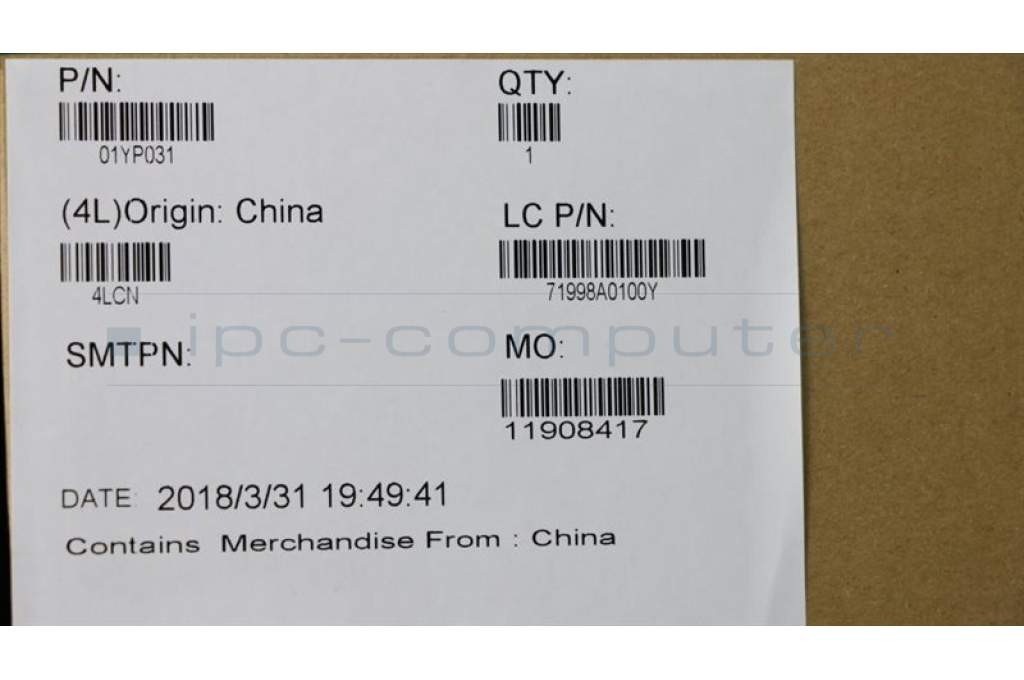 P/N:
01YP031
QTY:
1
(4L)Origin: China
4LCN
LC P/N:
71998A0100Y
ipc-computer
SMTPN:
MO:
11908417
DATE: 2018/3/31 19:49:41
Contains Merchandise From : China